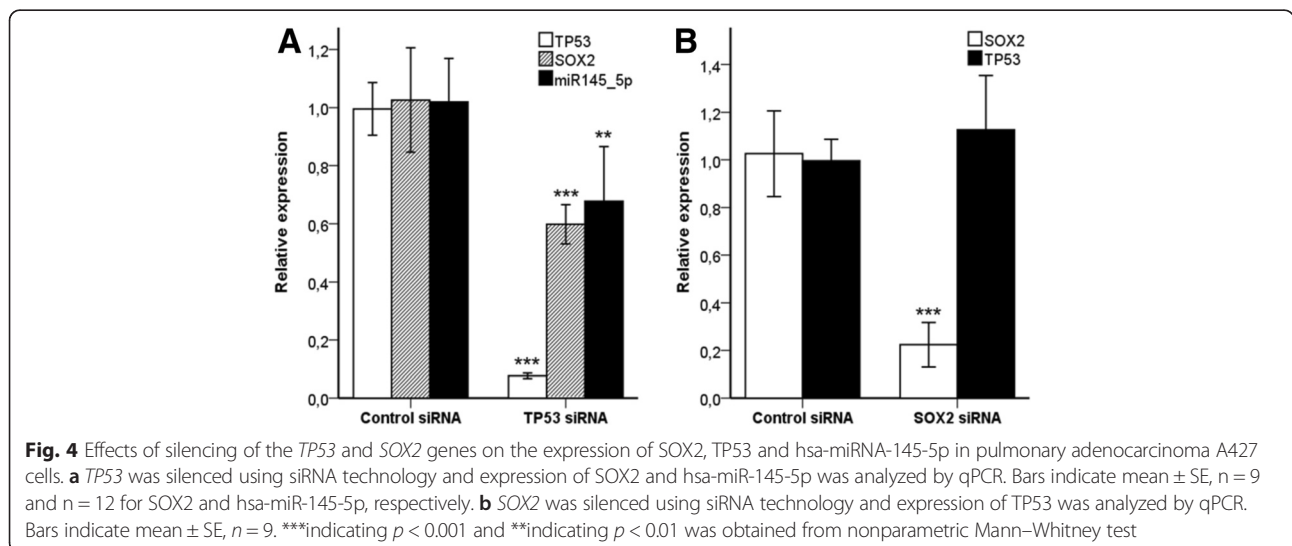 A
B
TP53
SOX2
miR145_5p
SOX2
TP53
Relative expression
1,2
1,0
0,8
0,6
0,4
0,2
0,0
***
***
**
Control siRNA TP53 siRNA
Relative expression
1,4
1,2
1,0
0,8
0,6
0,4
0,2
0,0
***
Control siRNA SOX2 siRNA
Fig. 4 Effects of silencing of the TP53 and SOX2 genes on the expression of SOX2, TP53 and hsa-miRNA-145-5p in pulmonary adenocarcinoma A427
cells. a TP53 was silenced using siRNA technology and expression of SOX2 and hsa-miR-145-5p was analyzed by qPCR. Bars indicate mean ± SE, n = 9
and n = 12 for SOX2 and hsa-miR-145-5p, respectively. b SOX2 was silenced using siRNA technology and expression of TP53 was analyzed by qPCR.
Bars indicate mean ± SE, n = 9. ***indicating p < 0.001 and **indicating p < 0.01 was obtained from nonparametric Mann–Whitney test